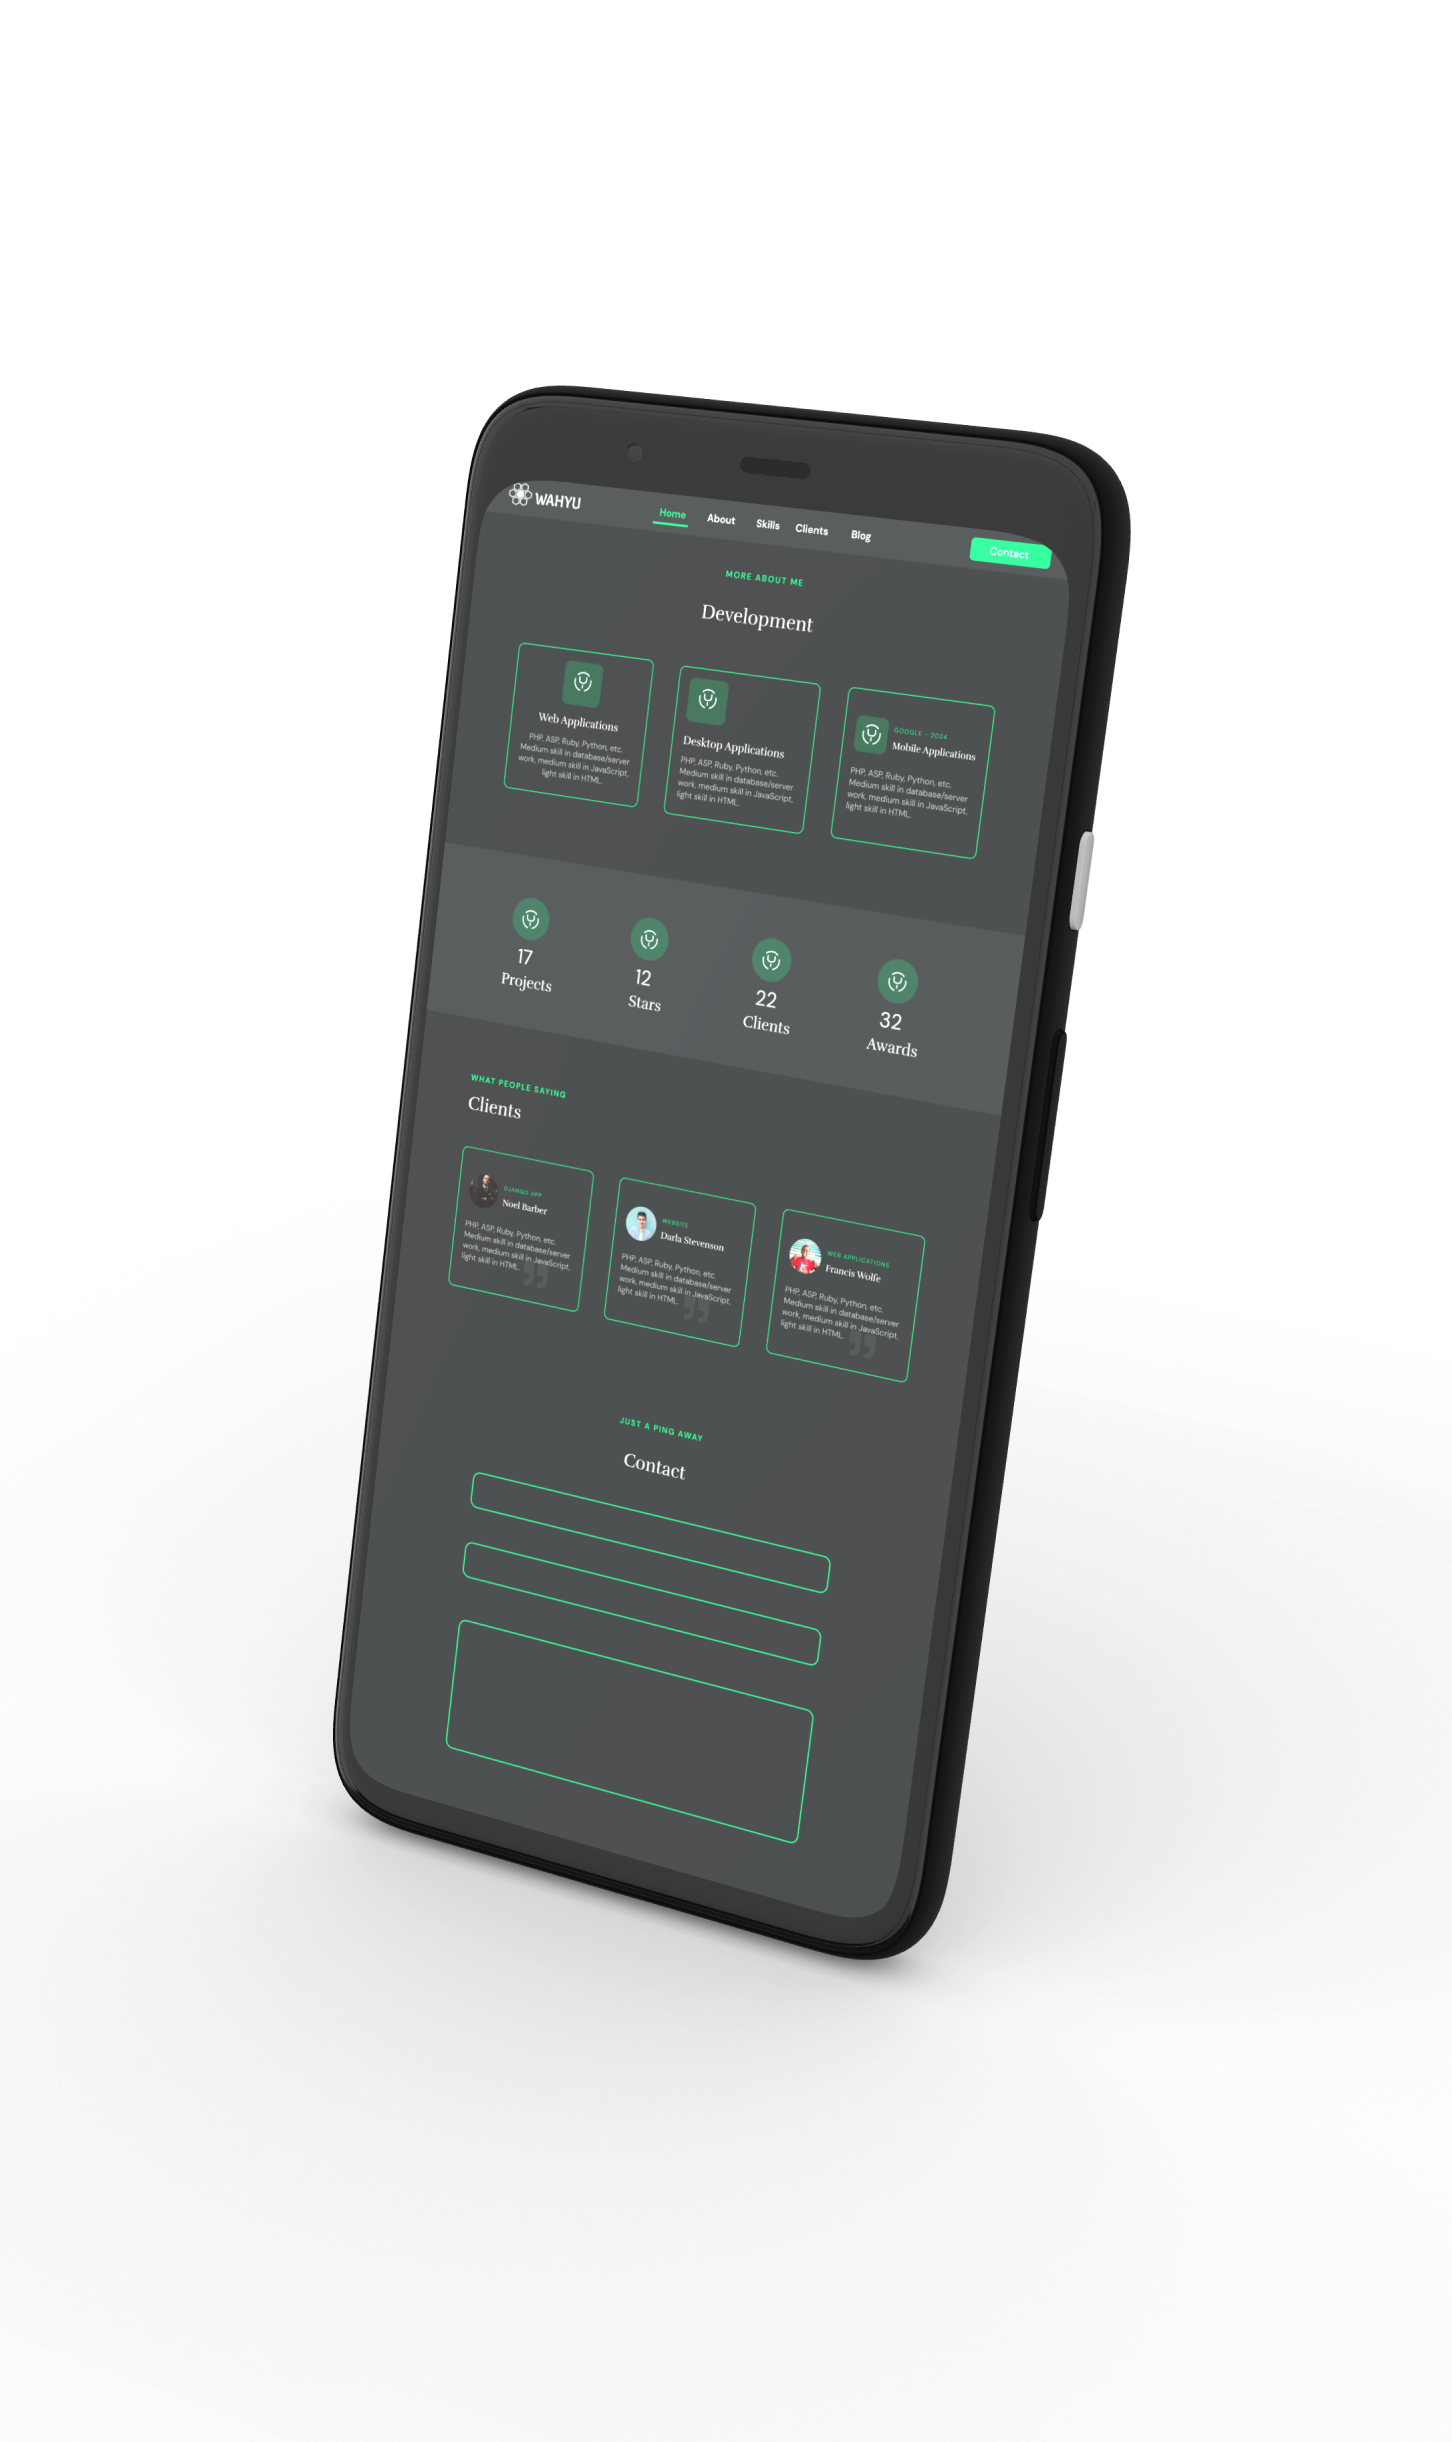 WAHYU
Home About Skills Clients Blog
Contact
MORE ABOUT ME
Development
Web Applications
PHP, ASP, Ruby, Python, etc.
Medium skill in database/server
work, medium skill in JavaScript,
light skill in HTML.
Desktop Applications
PHP, ASP, Ruby, Python, etc.
Medium skill in database/server
work, medium skill in JavaScript,
light skill in HTML.
GOOGLE - 2024
Mobile Applications
PHP, ASP, Ruby, Python, etc.
Medium skill in database/server
work, medium skill in JavaScript,
light skill in HTML.
17
Projects
12
Stars
22
Clients
32
Awards
WHAT PEOPLE SAYING
Clients
DJANGO APP
Noel Barber
PHP, ASP, Ruby, Python, etc.
Medium skill in database/server
work, medium skill in JavaScript,
light skill in HTML.
WEBSITE
Darla Stevenson
PHP, ASP, Ruby, Python, etc.
Medium skill in database/server
work, medium skill in JavaScript,
light skill in HTML.
WEB APPLICATIONS
Francis Wolfe
PHP, ASP, Ruby, Python, etc.
Medium skill in database/server
work, medium skill in JavaScript,
light skill in HTML.
JUST A PING AWAY
Contact